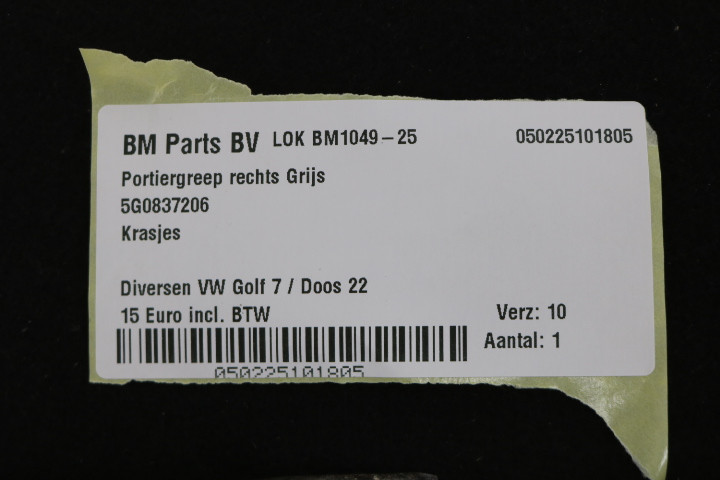 BM Parts BV LOK BM1049-25 050225101805
Portiergreep rechts Grijs
5G0837206
Krasjes
Diversen VW Golf 7 / Doos 22
15 Euro incl. BTW Verz: 10
Aantal: 1
050225101805